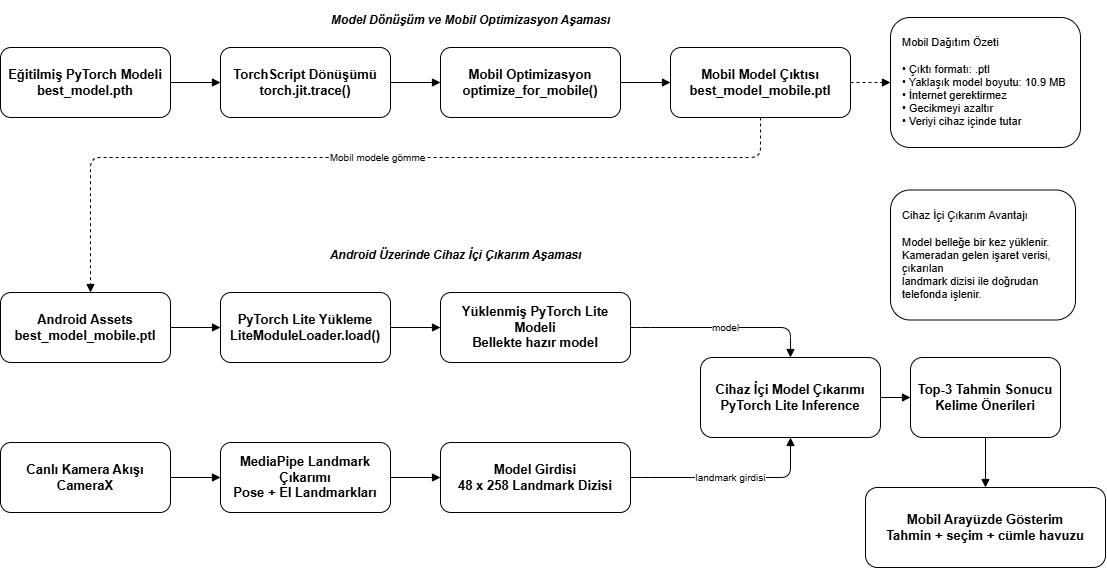 Model Dönüşüm ve Mobil Optimizasyon Aşaması
Eğitilmiş PyTorch Modeli
best_model.pth
TorchScript Dönüşümü
torch.jit.trace()
Mobil Optimizasyon
optimize_for_mobile()
Mobil Model Çıktısı
best_model_mobile.ptl
Mobil Dağıtım Özeti
• Çıktı formatı: .ptl
• Yaklaşık model boyutu: 10.9 MB
• İnternet gerektirmez
• Gecikmeyi azaltır
• Veriyi cihaz içinde tutar
Mobil modele gömme
Cihaz İçi Çıkarım Avantajı
Model belleğe bir kez yüklenir.
Kameradan gelen işaret verisi,
çıkarılan
landmark dizisi ile doğrudan
telefonda işlenir.
Android Üzerinde Cihaz İçi Çıkarım Aşaması
Android Assets
best_model_mobile.ptl
PyTorch Lite Yükleme
LiteModuleLoader.load()
Yüklenmiş PyTorch Lite
Modeli
Bellekte hazır model
model
Cihaz İçi Model Çıkarımı
PyTorch Lite Inference
Top-3 Tahmin Sonucu
Kelime Önerileri
Canlı Kamera Akışı
CameraX
MediaPipe Landmark
Çıkarımı
Pose + El Landmarkları
Model Girdisi
48 x 258 Landmark Dizisi
landmark girdisi
Mobil Arayüzde Gösterim
Tahmin + seçim + cümle havuzu